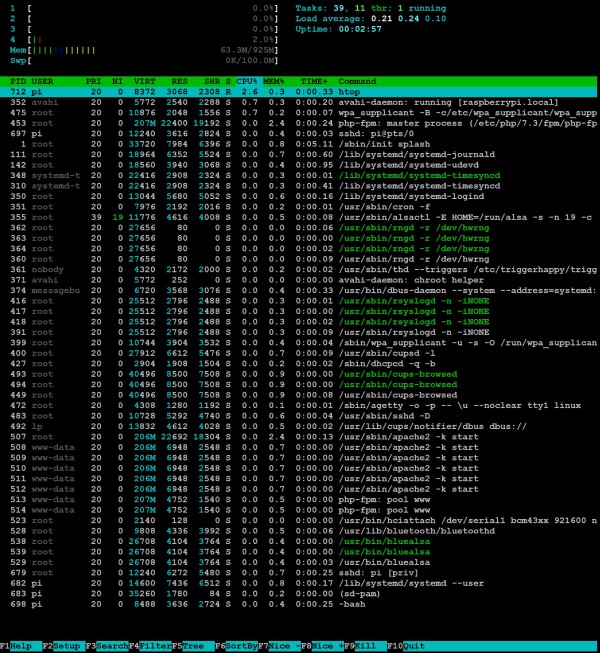 1 [ 0.0%] Tasks: 39, 11 thr; 1 running
2 [ 0.0%] Load average: 0.21 0.24 0.10
3 [ 0.0%] Uptime: 00:02:57
4 [|| 2.0%]
Mem[||||||||||||| 63.3M/925M]
Swp[ 0K/100.0M]
PID USER PRI NI VIRT RES SHR S CPU% MEM% TIME+ Command
712 pi 20 0 8372 3068 2308 R 2.6 0.3 0:00.33 htop
352 avahi 20 0 5772 2540 2288 S 0.7 0.3 0:00.20 avahi-daemon: running [raspberrypi.local]
475 root 20 0 10876 2048 1556 S 0.7 0.2 0:00.07 wpa_supplicant -B -c/etc/wpa_supplicant/wpa_supp
453 root 20 0 207M 22400 19192 S 0.0 2.4 0:00.24 php-fpm: master process (/etc/php/7.3/fpm/php-fp
697 pi 20 0 12240 3616 2824 S 0.0 0.4 0:00.03 sshd: pi@pts/0
1 root 20 0 33720 7984 6396 S 0.0 0.8 0:05.11 /sbin/init splash
111 root 20 0 18964 6352 5524 S 0.0 0.7 0:00.60 /lib/systemd/systemd-journald
142 root 20 0 18560 3940 3068 S 0.0 0.4 0:00.95 /lib/systemd/systemd-udevd
348 systemd-t 20 0 22416 2908 2324 S 0.0 0.3 0:00.01 /lib/systemd/systemd-timesyncd
310 systemd-t 20 0 22416 2908 2324 S 0.0 0.3 0:00.41 /lib/systemd/systemd-timesyncd
350 root 20 0 13044 5680 5052 S 0.0 0.6 0:00.16 /lib/systemd/systemd-logind
351 root 20 0 7976 2192 2016 S 0.0 0.2 0:00.01 /usr/sbin/cron -f
355 root 39 19 11776 4616 4008 S 0.0 0.5 0:00.08 /usr/sbin/alsactl -E HOME=/run/alsa -s -n 19 -c
362 root 20 0 27656 80 0 S 0.0 0.0 0:00.06 /usr/sbin/rngd -r /dev/hwrng
363 root 20 0 27656 80 0 S 0.0 0.0 0:00.00 /usr/sbin/rngd -r /dev/hwrng
364 root 20 0 27656 80 0 S 0.0 0.0 0:00.00 /usr/sbin/rngd -r /dev/hwrng
360 root 20 0 27656 80 0 S 0.0 0.0 0:00.09 /usr/sbin/rngd -r /dev/hwrng
361 nobody 20 0 4320 2172 2000 S 0.0 0.2 0:00.02 /usr/sbin/thd --triggers /etc/triggerhappy/trigg
371 avahi 20 0 5772 252 0 S 0.0 0.0 0:00.00 avahi-daemon: chroot helper
374 messagebu 20 0 6720 3568 3076 S 0.0 0.4 0:00.31 /usr/bin/dbus-daemon --system --address=systemd:
416 root 20 0 25512 2796 2488 S 0.0 0.3 0:00.01 /usr/sbin/rsyslogd -n -iNONE
417 root 20 0 25512 2796 2488 S 0.0 0.3 0:00.00 /usr/sbin/rsyslogd -n -iNONE
418 root 20 0 25512 2796 2488 S 0.0 0.3 0:00.02 /usr/sbin/rsyslogd -n -iNONE
391 root 20 0 25512 2796 2488 S 0.0 0.3 0:00.09 /usr/sbin/rsyslogd -n -iNONE
399 root 20 0 10744 3904 3532 S 0.0 0.4 0:00.04 /sbin/wpa_supplicant -u -s -O /run/wpa_supplican
400 root 20 0 27912 6612 5476 S 0.0 0.7 0:00.09 /usr/sbin/cupsd -l
427 root 20 0 2904 1908 1504 S 0.0 0.2 0:00.02 /sbin/dhcpcd -q -b
493 root 20 0 40496 8500 7508 S 0.0 0.9 0:00.00 /usr/sbin/cups-browsed
494 root 20 0 40496 8500 7508 S 0.0 0.9 0:00.00 /usr/sbin/cups-browsed
449 root 20 0 40496 8500 7508 S 0.0 0.9 0:00.08 /usr/sbin/cups-browsed
472 root 20 0 4308 1280 1192 S 0.0 0.1 0:00.01 /sbin/agetty -o -p -- \u --noclear tty1 linux
483 root 20 0 10728 5292 4740 S 0.0 0.6 0:00.04 /usr/sbin/sshd -D
492 lp 20 0 13832 4612 4028 S 0.0 0.5 0:00.02 /usr/lib/cups/notifier/dbus dbus://
507 root 20 0 206M 22692 18304 S 0.0 2.4 0:00.13 /usr/sbin/apache2 -k start
508 www-data 20 0 206M 6948 2548 S 0.0 0.7 0:00.00 /usr/sbin/apache2 -k start
509 www-data 20 0 206M 6948 2548 S 0.0 0.7 0:00.00 /usr/sbin/apache2 -k start
510 www-data 20 0 206M 6948 2548 S 0.0 0.7 0:00.00 /usr/sbin/apache2 -k start
511 www-data 20 0 206M 6948 2548 S 0.0 0.7 0:00.00 /usr/sbin/apache2 -k start
512 www-data 20 0 206M 6948 2548 S 0.0 0.7 0:00.00 /usr/sbin/apache2 -k start
513 www-data 20 0 207M 4752 1540 S 0.0 0.5 0:00.00 php-fpm: pool www
514 www-data 20 0 207M 4752 1540 S 0.0 0.5 0:00.00 php-fpm: pool www
523 root 20 0 2140 128 0 S 0.0 0.0 0:00.00 /usr/bin/hciattach /dev/serial1 bcm43xx 921600 n
528 root 20 0 9808 4336 3992 S 0.0 0.5 0:00.07 /usr/lib/bluetooth/bluetoothd
538 root 20 0 26708 4104 3764 S 0.0 0.4 0:00.00 /usr/bin/bluealsa
539 root 20 0 26708 4104 3764 S 0.0 0.4 0:00.00 /usr/bin/bluealsa
529 root 20 0 26708 4104 3764 S 0.0 0.4 0:00.03 /usr/bin/bluealsa
679 root 20 0 12240 6272 5480 S 0.0 0.7 0:00.25 sshd: pi [priv]
682 pi 20 0 14600 7436 6512 S 0.0 0.8 0:00.17 /lib/systemd/systemd --user
683 pi 20 0 35260 1780 84 S 0.0 0.2 0:00.00 (sd-pam)
698 pi 20 0 8488 3636 2724 S 0.0 0.4 0:00.25 -bash
F1Help F2Setup F3SearchF4FilterF5Tree F6SortByF7Nice -F8Nice +F9Kill F10Quit